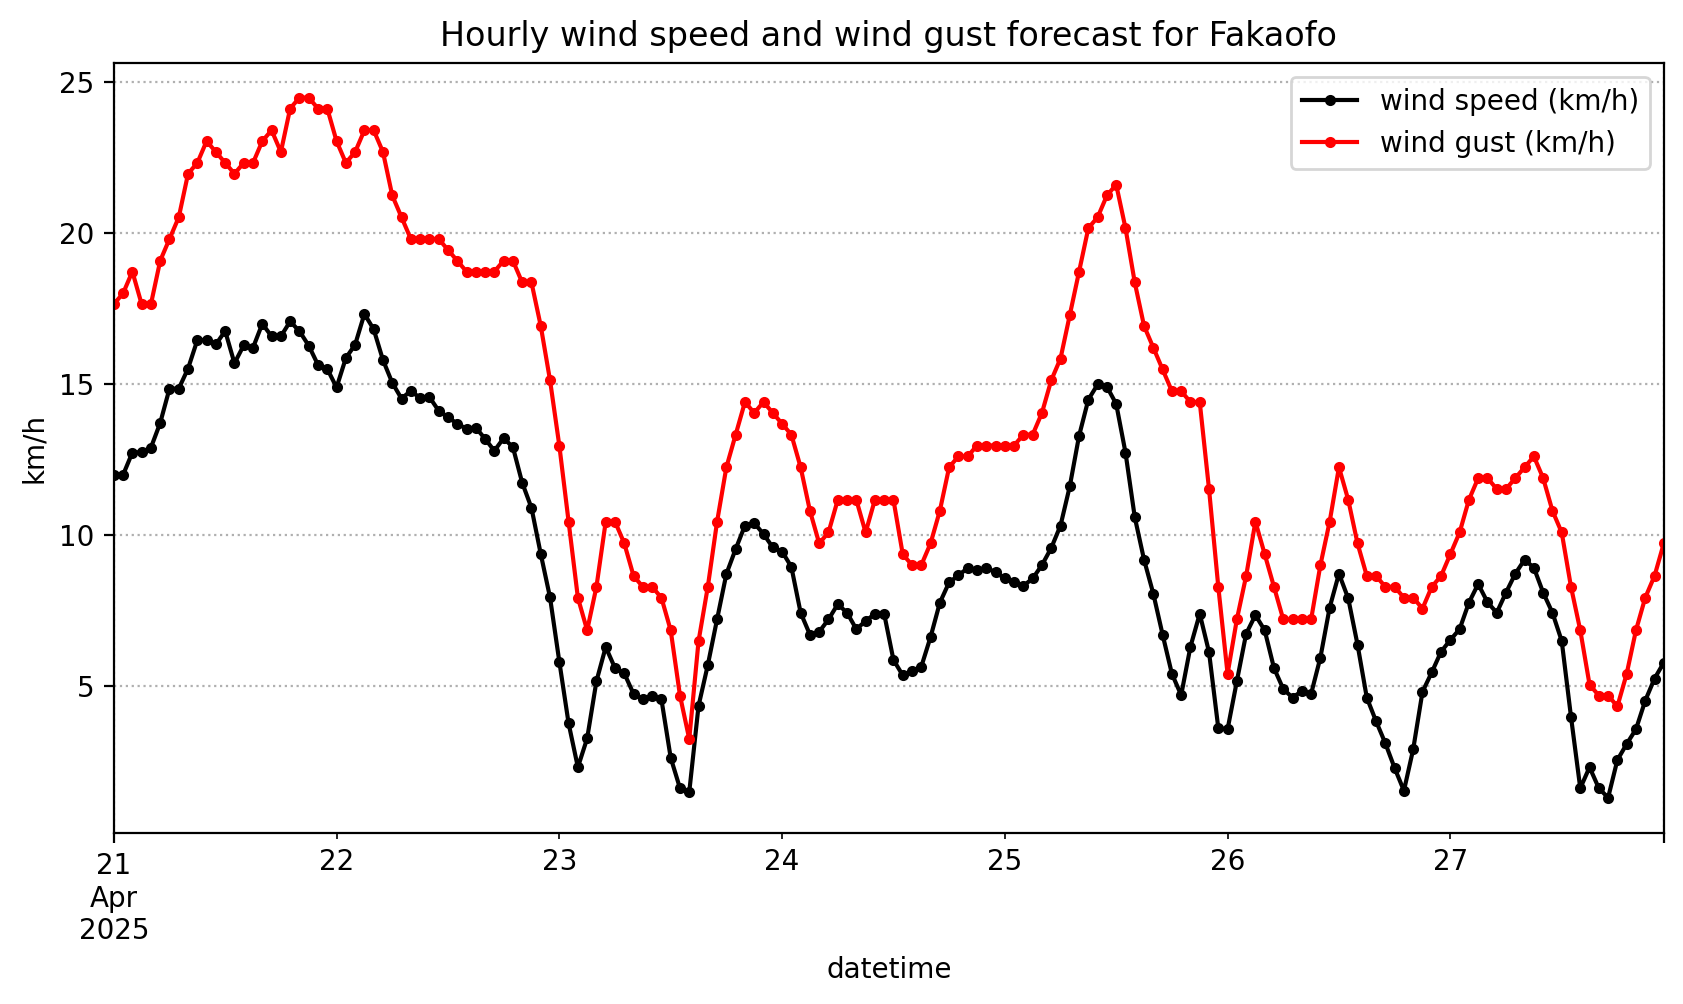 Hourly wind speed and wind gust forecast for Fakaofo
wind speed (km/h)
wind gust (km/h)
km/h
25
20
15
10
5
21
Apr
2025
22
23
24
25
26
27
datetime